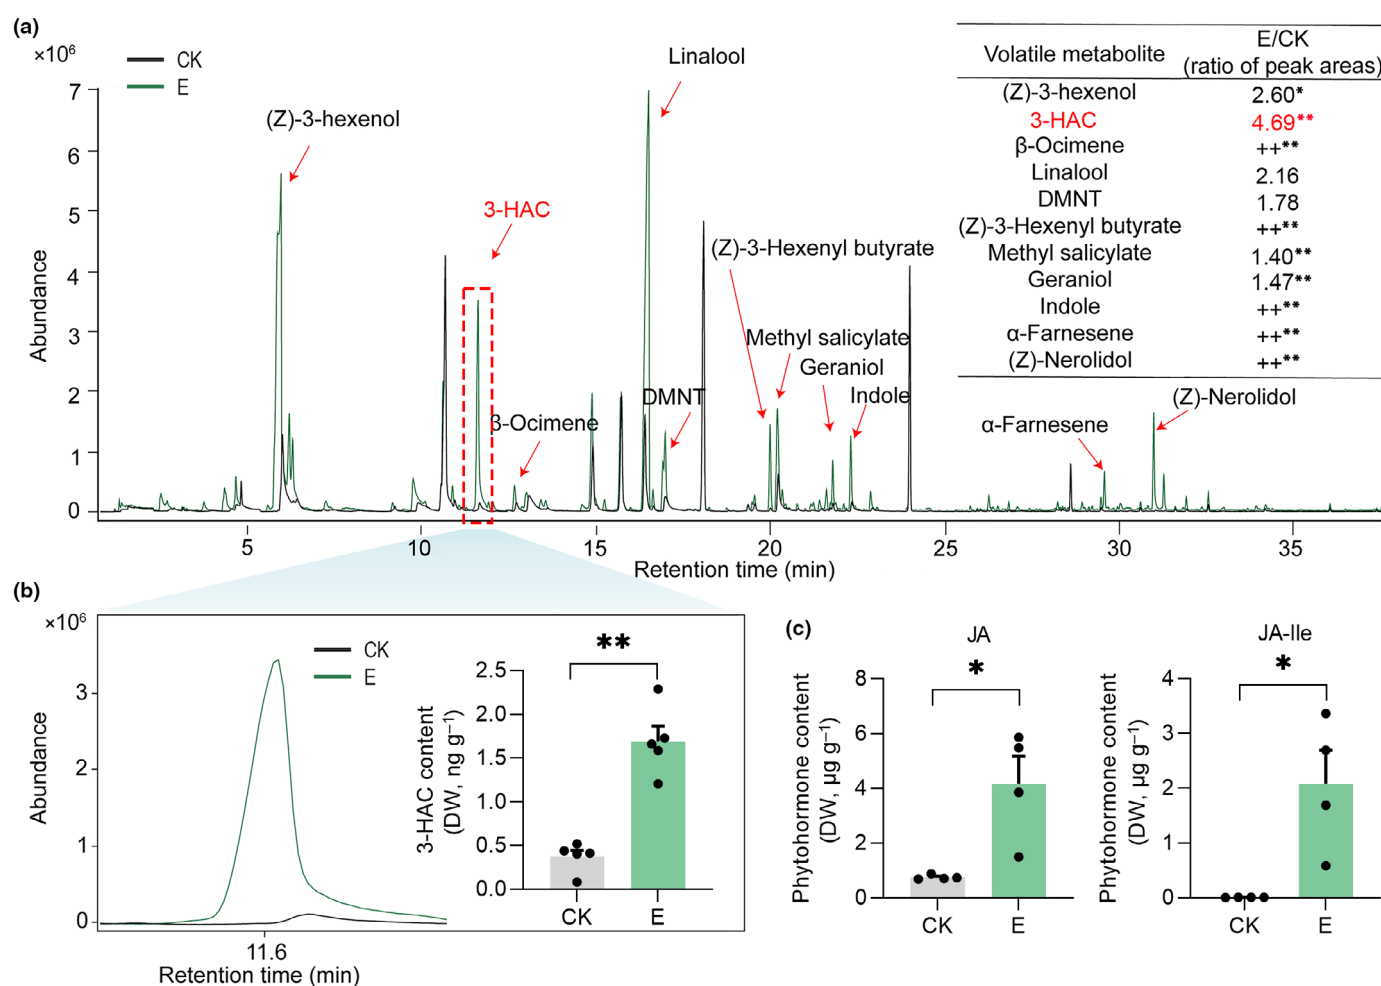 (a)
×10⁶
CK
E
Linalool
(Z)-3-hexenol
3-HAC
(Z)-3-Hexenyl butyrate
Methyl salicylate
Geraniol
Indole
DMNT
β-Ocimene
α-Farnesene
(Z)-Nerolidol
Abundance
7
6
5
4
3
2
1
0
5
10
15
20
25
30
35
Retention time (min)
Volatile metabolite
E/CK
(ratio of peak areas)
(Z)-3-hexenol 2.60*
3-HAC 4.69**
β-Ocimene ++**
Linalool 2.16
DMNT 1.78
(Z)-3-Hexenyl butyrate ++**
Methyl salicylate 1.40**
Geraniol 1.47**
Indole ++**
α-Farnesene ++**
(Z)-Nerolidol ++**
(b)
×10⁶
CK
E
Abundance
3
2
1
0
11.6
Retention time (min)
**
3-HAC content
(DW, ng g⁻¹)
2.5
2.0
1.5
1.0
0.5
0.0
CK
E
(c)
JA
*
Phytohormone content
(DW, µg g⁻¹)
8
6
4
2
0
CK
E
JA-Ile
*
Phytohormone content
(DW, µg g⁻¹)
4
3
2
1
0
CK
E